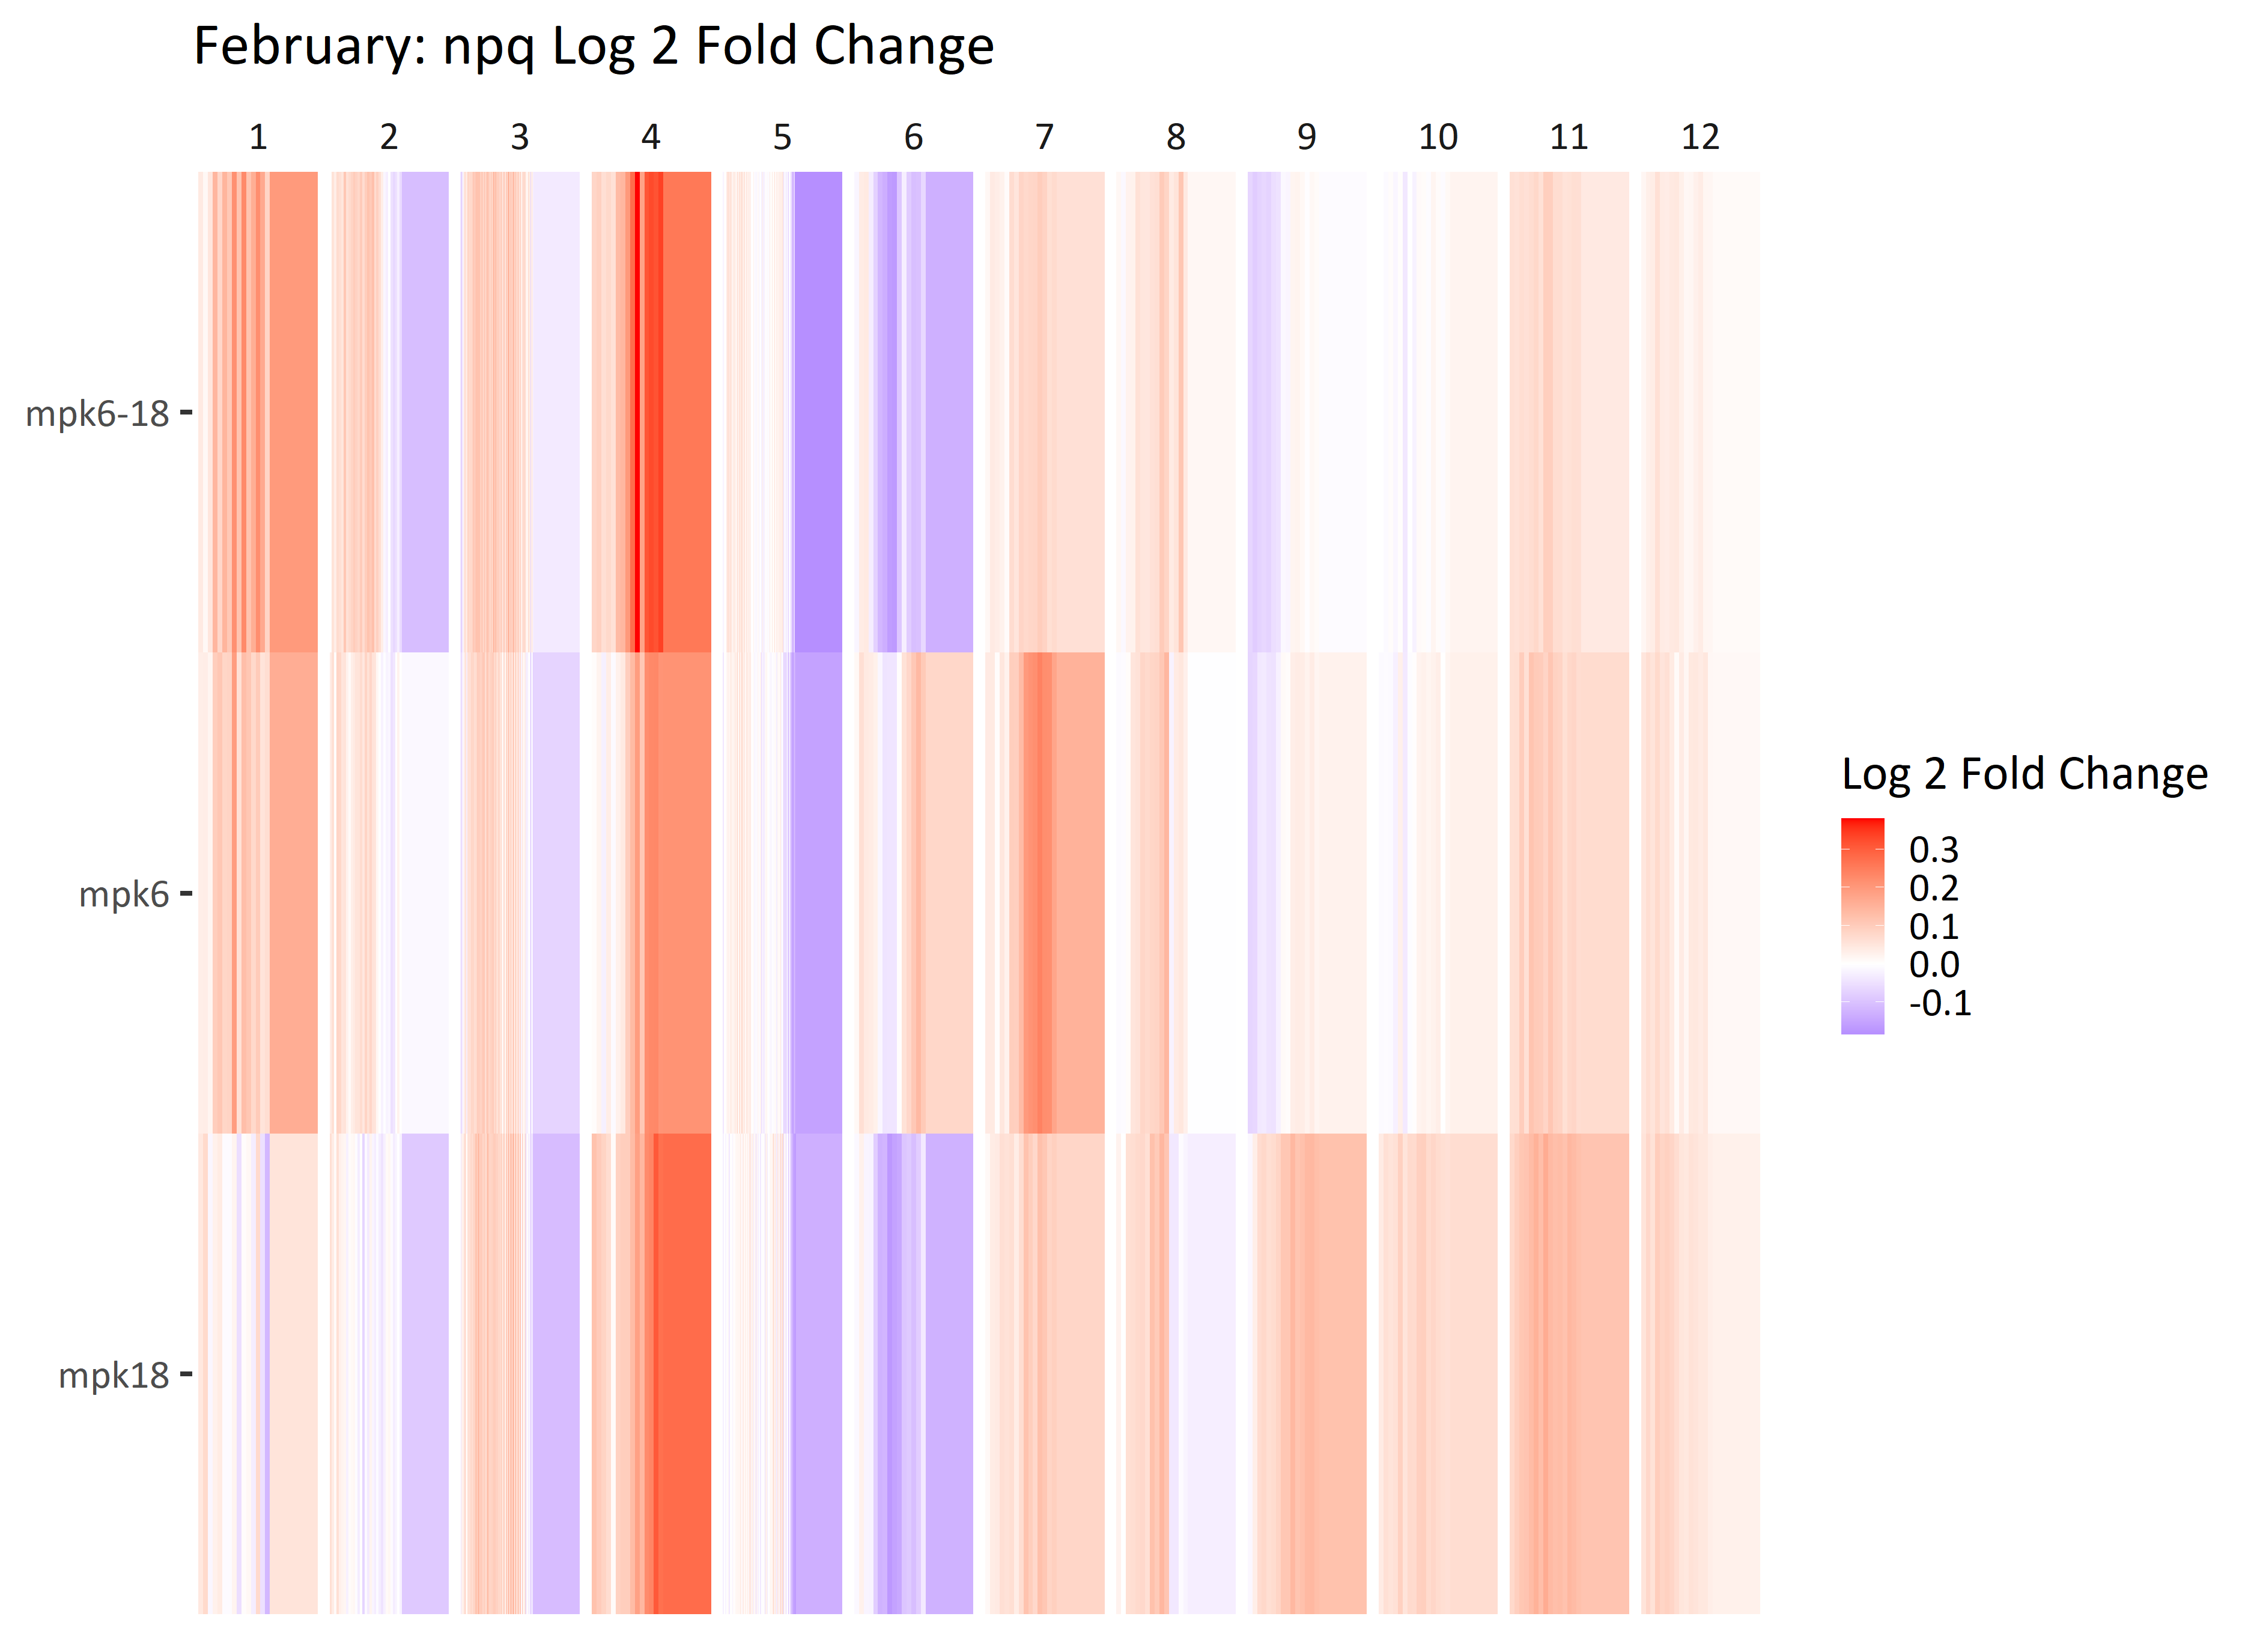 February: npq Log 2 Fold Change
1 2 3 4 5 6 7 8 9 10 11 12
mpk6-18
mpk6
mpk18
Log 2 Fold Change
0.3
0.2
0.1
0.0
-0.1